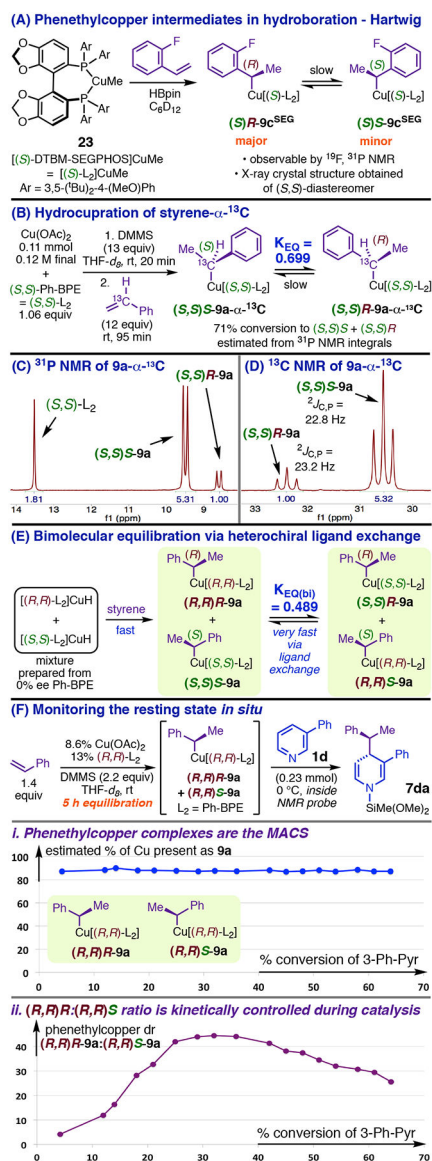 (A) Phenethylcopper intermediates in hydroboration - Hartwig
Ar
Ar
O
O
P
CuMe
P
O
O
Ar
Ar
23
[(S)-DTBM-SEGPHOS]CuMe
= [(S)-L2]CuMe
Ar = 3,5-(tBu)2-4-(MeO)Ph
F
HBpin
C6D12
F
(R)
Me
Cu[(S)-L2]
(S)R-9cSEG
major
slow
F
(S)
Me
Cu[(S)-L2]
(S)S-9cSEG
minor
• observable by 19F, 31P NMR
• X-ray crystal structure obtained
of (S,S)-diastereomer
(B) Hydrocupration of styrene-α-13C
Cu(OAc)2
0.11 mmol
0.12 M final
+
(S,S)-Ph-BPE
= (S,S)-L2
1.06 equiv
1. DMMS
(13 equiv)
THF-d8, rt, 20 min
2.
H
13C
(12 equiv)
rt, 95 min
(S)
H
Me
13C
Cu[(S,S)-L2]
(S,S)S-9a-α-13C
KEQ =
0.699
slow
H
(R)
Me
13C
Cu[(S,S)-L2]
(S,S)R-9a-α-13C
71% conversion to (S,S)S + (S,S)R
estimated from 31P NMR integrals
(C) 31P NMR of 9a-α-13C
(S,S)R-9a
(S,S)-L2
(S,S)S-9a
1.81
5.31
1.00
14 13 12 11 10 9
f1 (ppm)
(D) 13C NMR of 9a-α-13C
(S,S)S-9a
2JC,P =
22.8 Hz
(S,S)R-9a
2JC,P =
23.2 Hz
1.00
5.32
33 32 31 30
f1 (ppm)
(E) Bimolecular equilibration via heterochiral ligand exchange
[(R,R)-L2]CuH
+
[(S,S)-L2]CuH
mixture
prepared from
0% ee Ph-BPE
styrene
fast
(R)
Ph
Me
Cu[(R,R)-L2]
(R,R)R-9a
+
(S)
Me
Ph
Cu[(S,S)-L2]
(S,S)S-9a
KEQ(bi)
= 0.489
very fast
via
ligand
exchange
(R)
Ph
Me
Cu[(S,S)-L2]
(S,S)R-9a
+
(S)
Me
Ph
Cu[(R,R)-L2]
(R,R)S-9a
(F) Monitoring the resting state in situ
Ph
1.4
equiv
8.6% Cu(OAc)2
13% (R,R)-L2
DMMS (2.2 equiv)
THF-d8, rt
5 h equilibration
Ph
Me
Cu[(R,R)-L2]
(R,R)R-9a
+ (R,R)S-9a
L2 = Ph-BPE
Ph
N
1d
(0.23 mmol)
0 °C, inside
NMR probe
Ph
Me
Ph
N
SiMe(OMe)2
7da
i. Phenethylcopper complexes are the MACS
estimated % of Cu present as 9a
100
80
60
40
20
0
Ph
Me
Cu[(R,R)-L2]
(R,R)R-9a
Me
Ph
Cu[(R,R)-L2]
(R,R)S-9a
% conversion of 3-Ph-Pyr
0 10 20 30 40 50 60 70
ii. (R,R)R:(R,R)S ratio is kinetically controlled during catalysis
phenethylcopper dr
(R,R)R-9a:(R,R)S-9a
40
30
20
10
0
% conversion of 3-Ph-Pyr
0 10 20 30 40 50 60 70